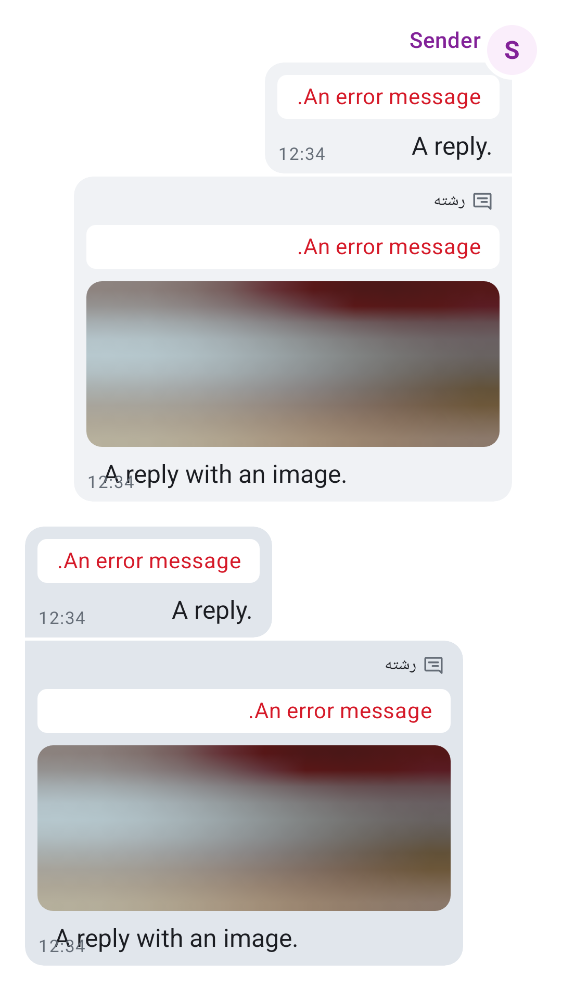 Sender
S
.An error message
A reply.
12:34
رشته
.An error message
A reply with an image.
12:34
.An error message
A reply.
12:34
رشته
.An error message
A reply with an image.
12:34